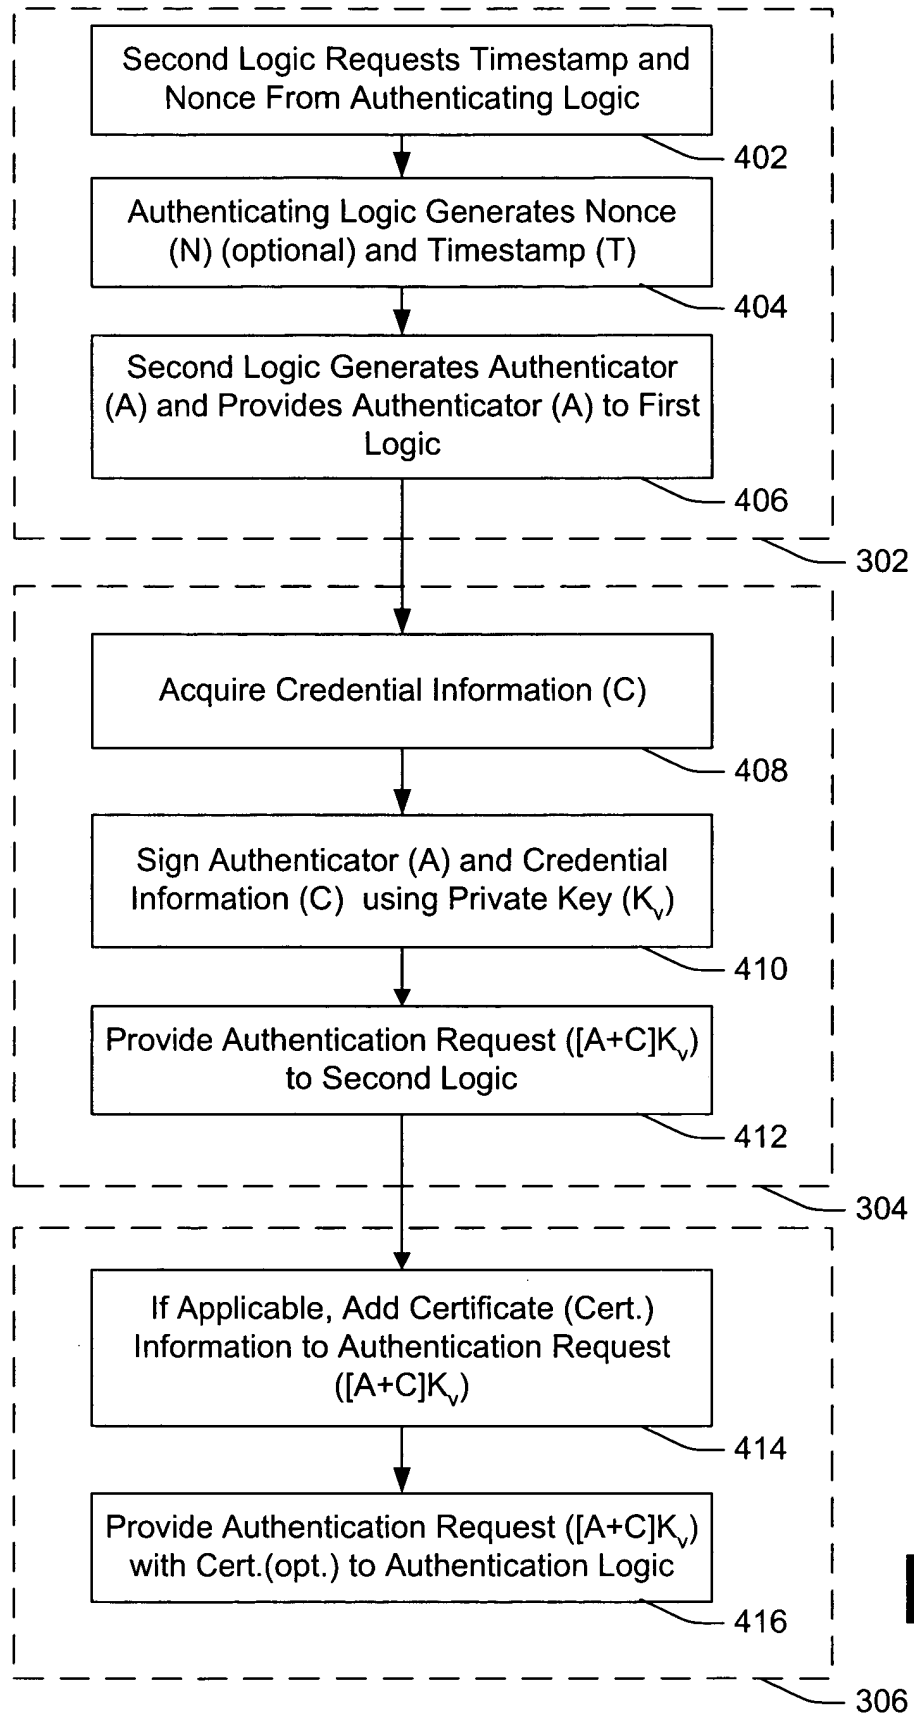 Second Logic Requests Timestamp and
Nonce From Authenticating Logic
402
Authenticating Logic Generates Nonce
(N) (optional) and Timestamp (T)
404
Second Logic Generates Authenticator
(A) and Provides Authenticator (A) to First
Logic
406
302
Acquire Credential Information (C)
408
Sign Authenticator (A) and Credential
Information (C) using Private Key (Kv)
410
Provide Authentication Request ([A+C]Kv)
to Second Logic
412
304
If Applicable, Add Certificate (Cert.)
Information to Authentication Request
([A+C]Kv)
414
Provide Authentication Request ([A+C]Kv)
with Cert.(opt.) to Authentication Logic
416
306